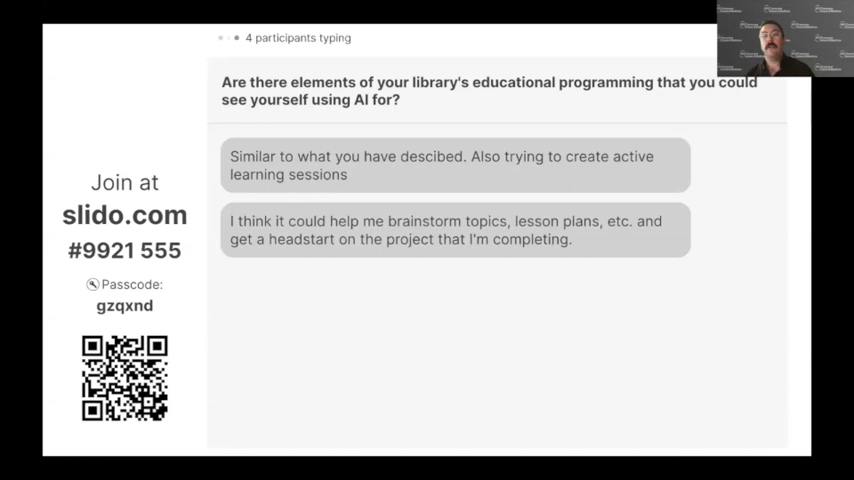 4 participants typing
Are there elements of your library's educational programming that you could
see yourself using AI for?
Similar to what you have descibed. Also trying to create active
learning sessions
I think it could help me brainstorm topics, lesson plans, etc. and
get a headstart on the project that I'm completing.
Join at
slido.com
#9921 555
Passcode:
gzqxnd